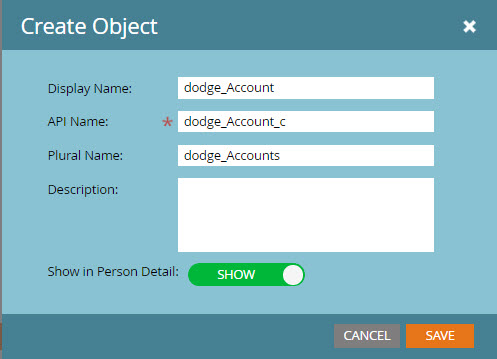 Create Object
Display Name: dodge_Account
API Name: * dodge_Account_c
Plural Name: dodge_Accounts
Description:
Show in Person Detail: SHOW
CANCEL SAVE